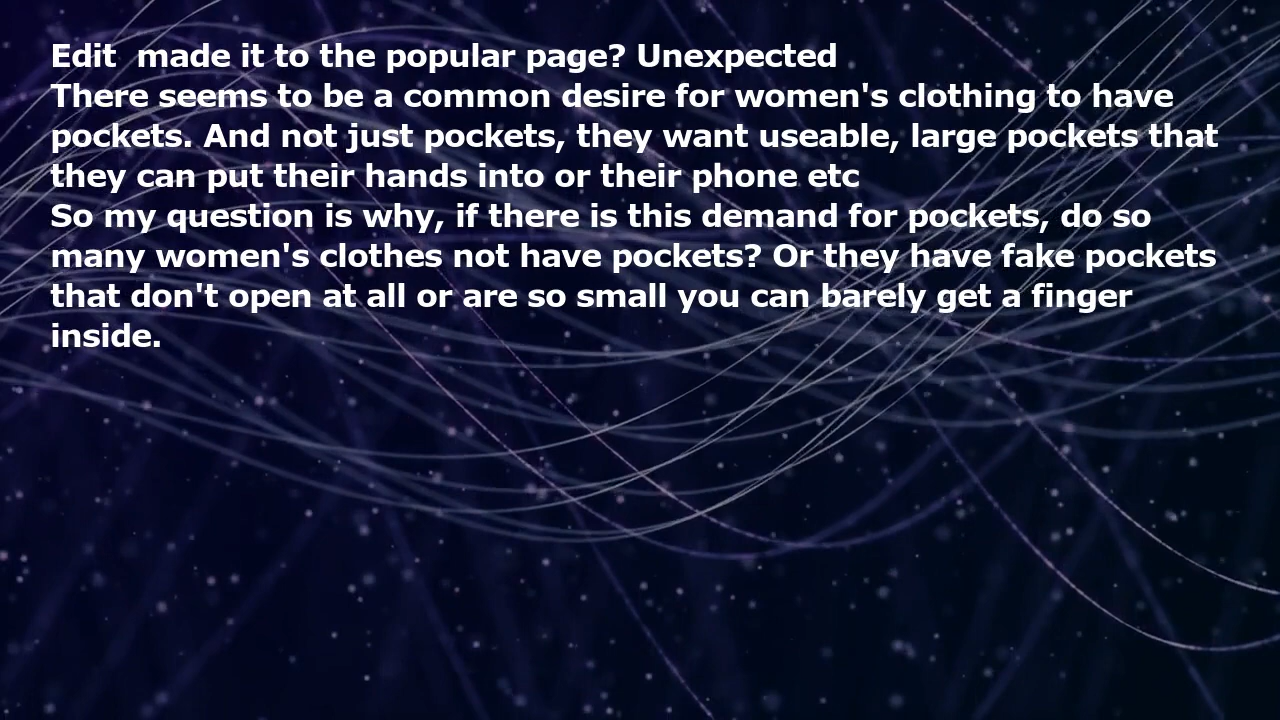 Edit  made it to the popular page? Unexpected
There seems to be a common desire for women's clothing to have
pockets. And not just pockets, they want useable, large pockets that
they can put their hands into or their phone etc
So my question is why, if there is this demand for pockets, do so
many women's clothes not have pockets? Or they have fake pockets
that don't open at all or are so small you can barely get a finger
inside.